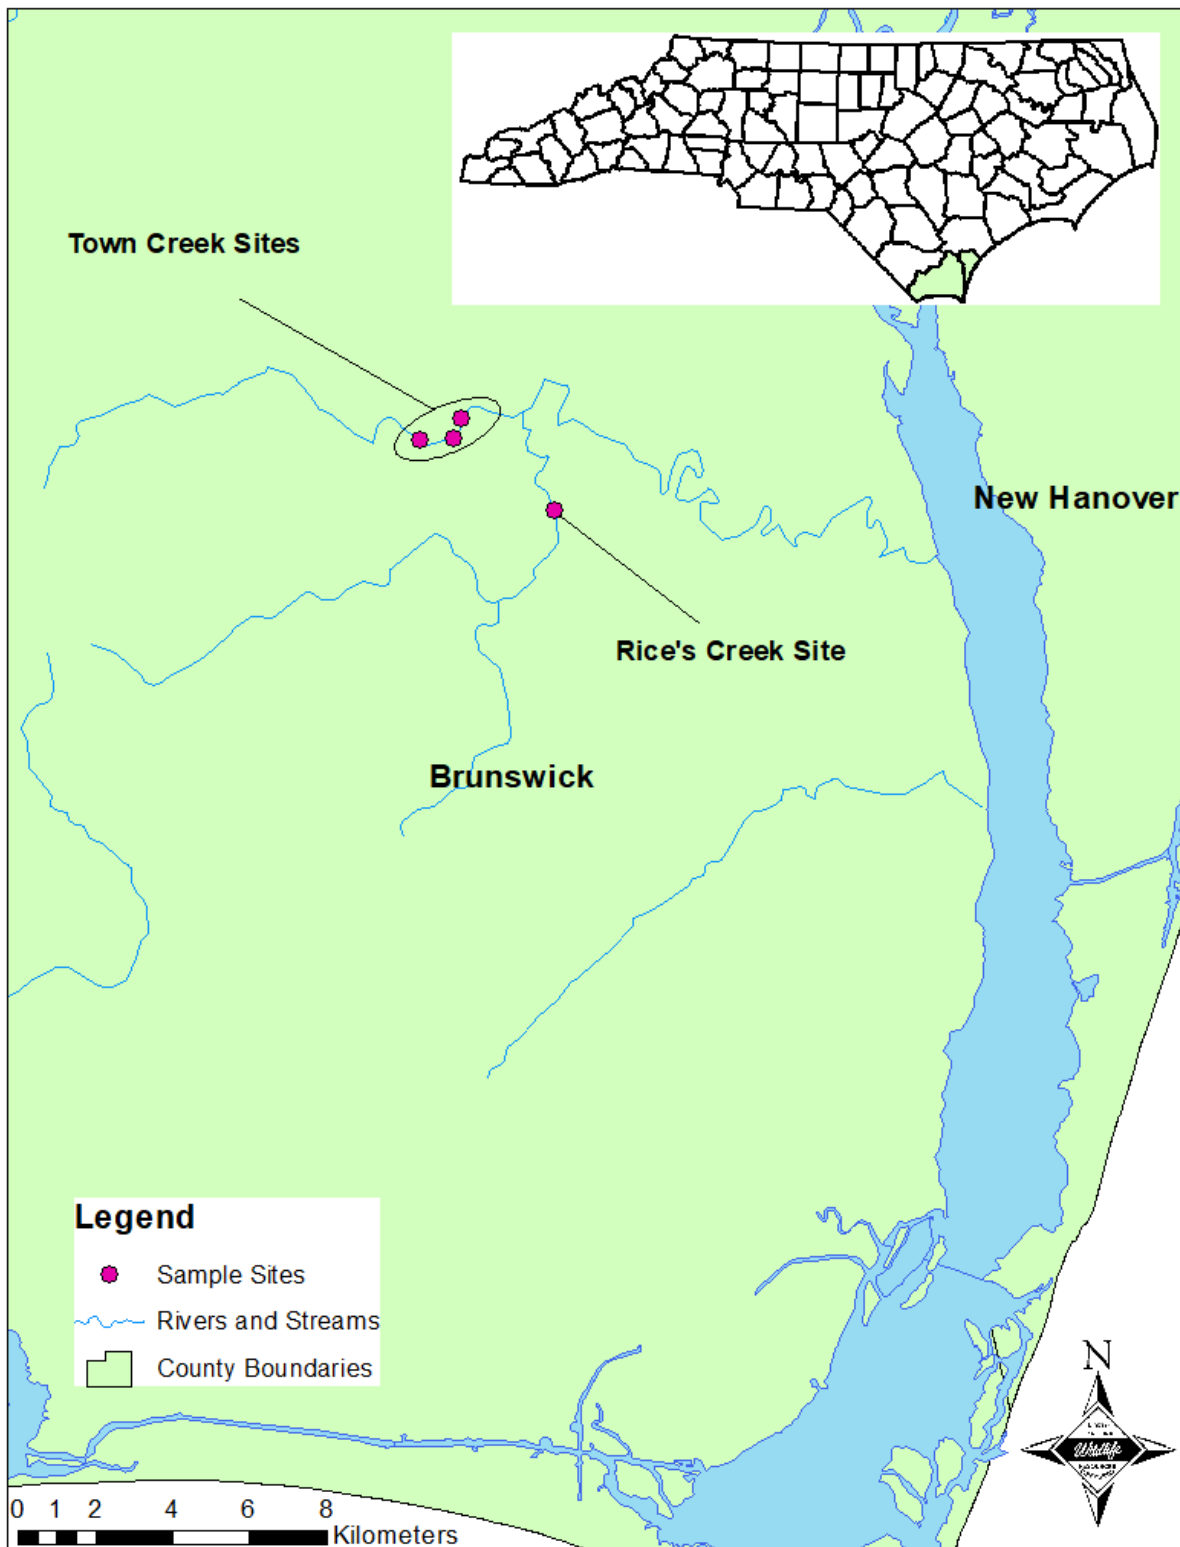 Town Creek Sites
New Hanover
Rice's Creek Site
Brunswick
Legend
Sample Sites
Rivers and Streams
County Boundaries
N
Wildlife
0 1 2 4 6 8
Kilometers